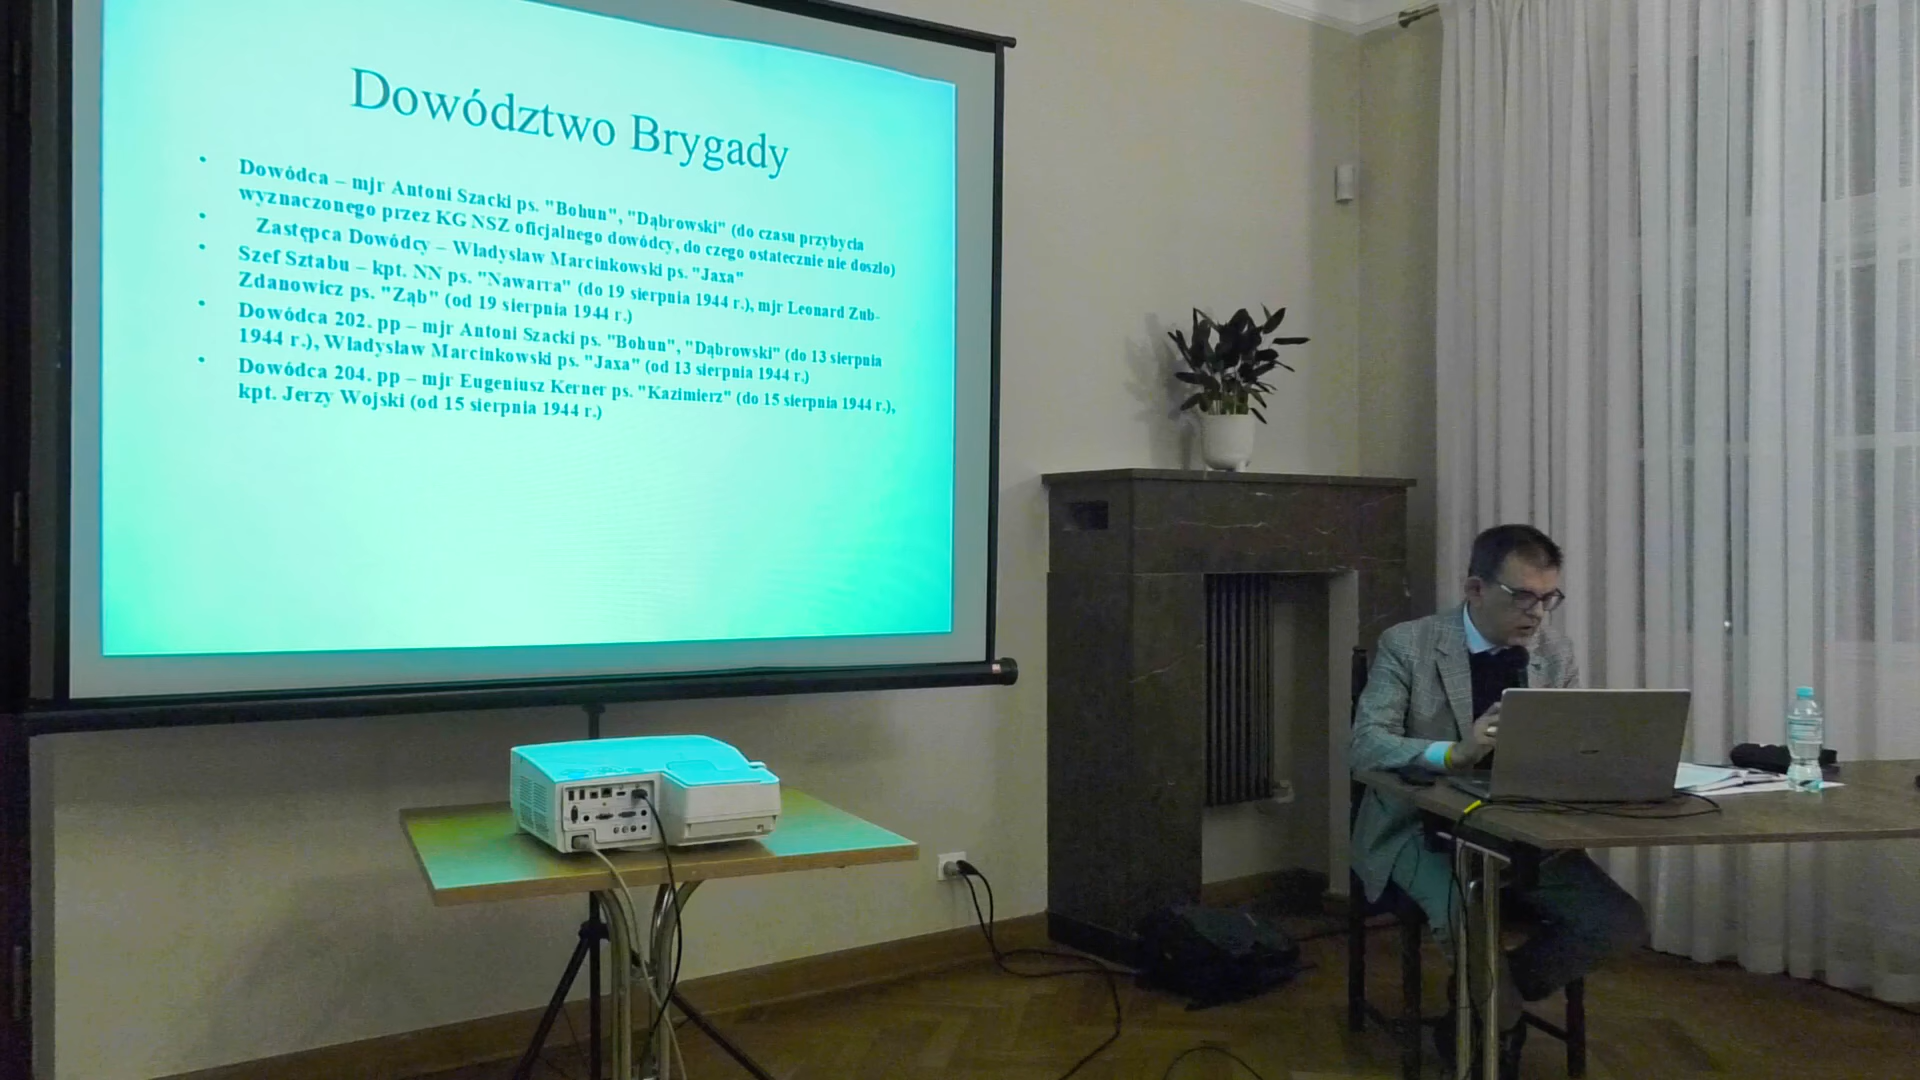 Dowództwo Brygady
• Dowódca – mjr Antoni Szacki ps. "Bohun", "Dąbrowski" (do czasu przybycia
wyznaczonego przez KG NSZ oficjalnego dowódcy, do czego ostatecznie nie doszło)
• Zastępca Dowódcy – Władysław Marcinkowski ps. "Jaxa"
• Szef Sztabu – kpt. NN ps. "Nawarra" (do 19 sierpnia 1944 r.), mjr Leonard Zub-
Zdanowicz ps. "Ząb" (od 19 sierpnia 1944 r.)
• Dowódca 202. pp – mjr Antoni Szacki ps. "Bohun", "Dąbrowski" (do 13 sierpnia
1944 r.), Władysław Marcinkowski ps. "Jaxa" (od 13 sierpnia 1944 r.)
• Dowódca 204. pp – mjr Eugeniusz Kerner ps. "Kazimierz" (do 15 sierpnia 1944 r.),
kpt. Jerzy Wojski (od 15 sierpnia 1944 r.)